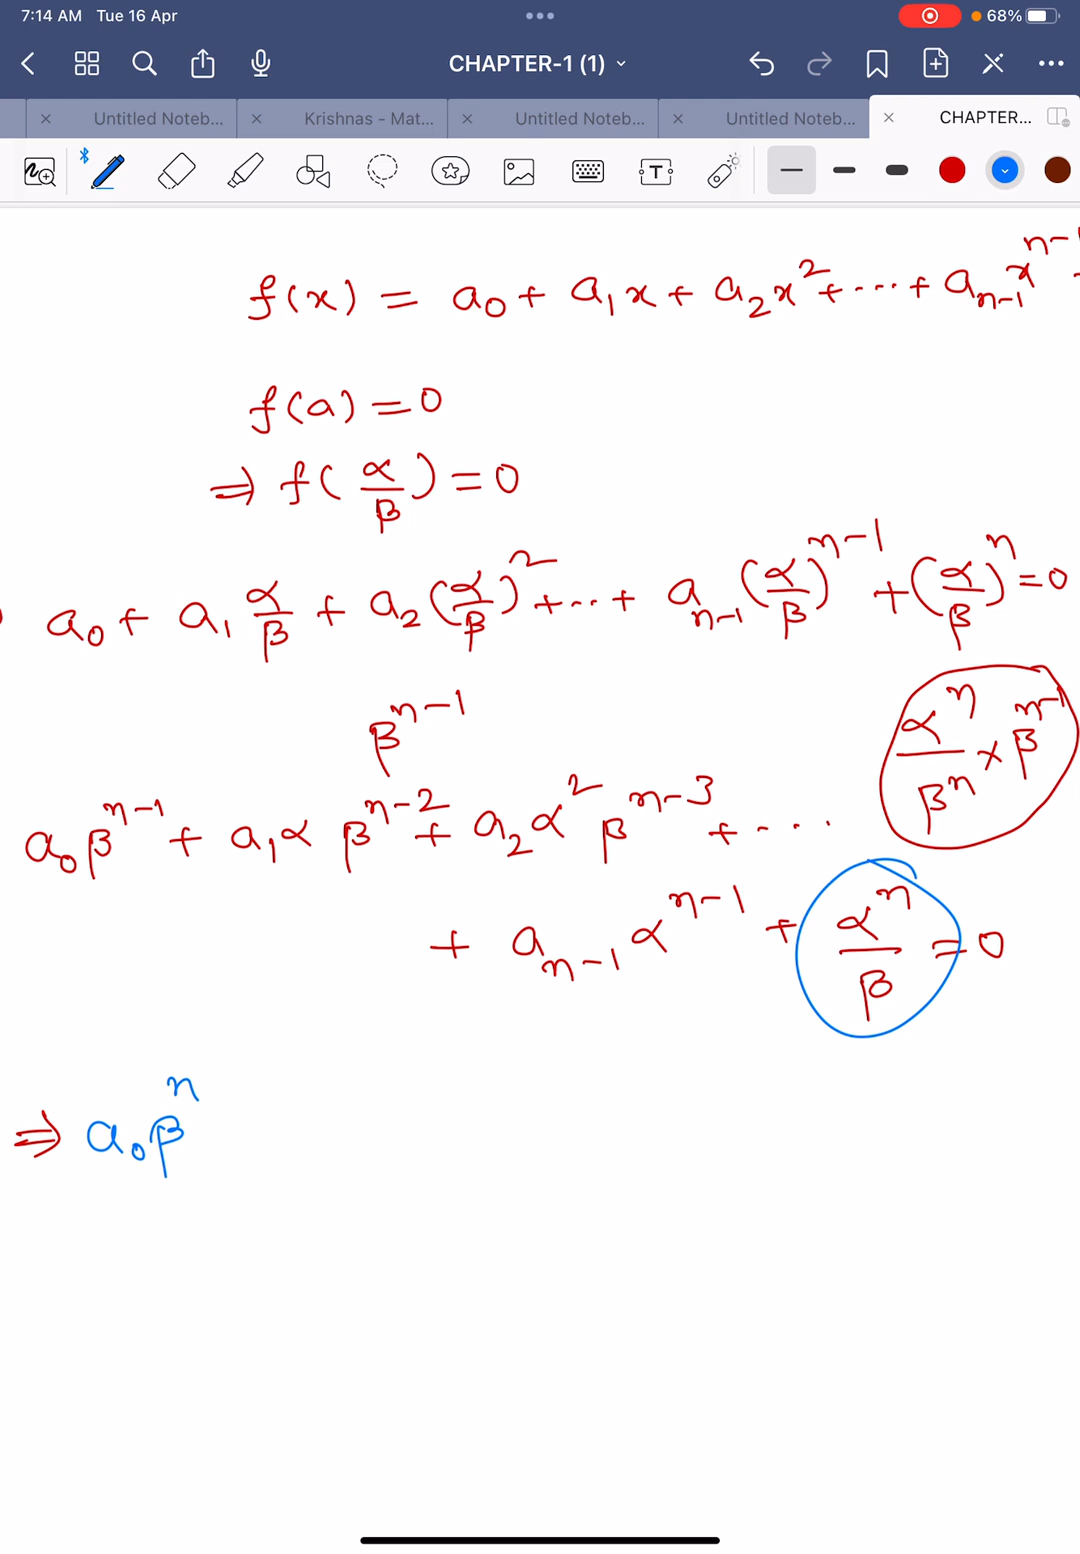 7:14 AM Tue 16 Apr 68%
CHAPTER-1 (1)
Untitled Noteb... Krishnas - Mat... Untitled Noteb... Untitled Noteb... CHAPTER...
T
f(x) = a₀ + a₁x + a₂x² + ... + aₙ₋₁xⁿ⁻¹
f(a) = 0
⇒ f(α/β) = 0
a₀ + a₁ α/β + a₂(α/β)² + ... + aₙ₋₁(α/β)ⁿ⁻¹ + (α/β)ⁿ = 0
βⁿ⁻¹
αⁿ/βⁿ × βⁿ⁻¹
a₀βⁿ⁻¹ + a₁α βⁿ⁻² + a₂α² βⁿ⁻³ + ...
+ aₙ₋₁ αⁿ⁻¹ + αⁿ/β = 0
⇒ a₀βⁿ